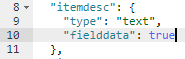 8 "itemdesc": {
9 "type": "text",
10 "fielddata": true
11 },